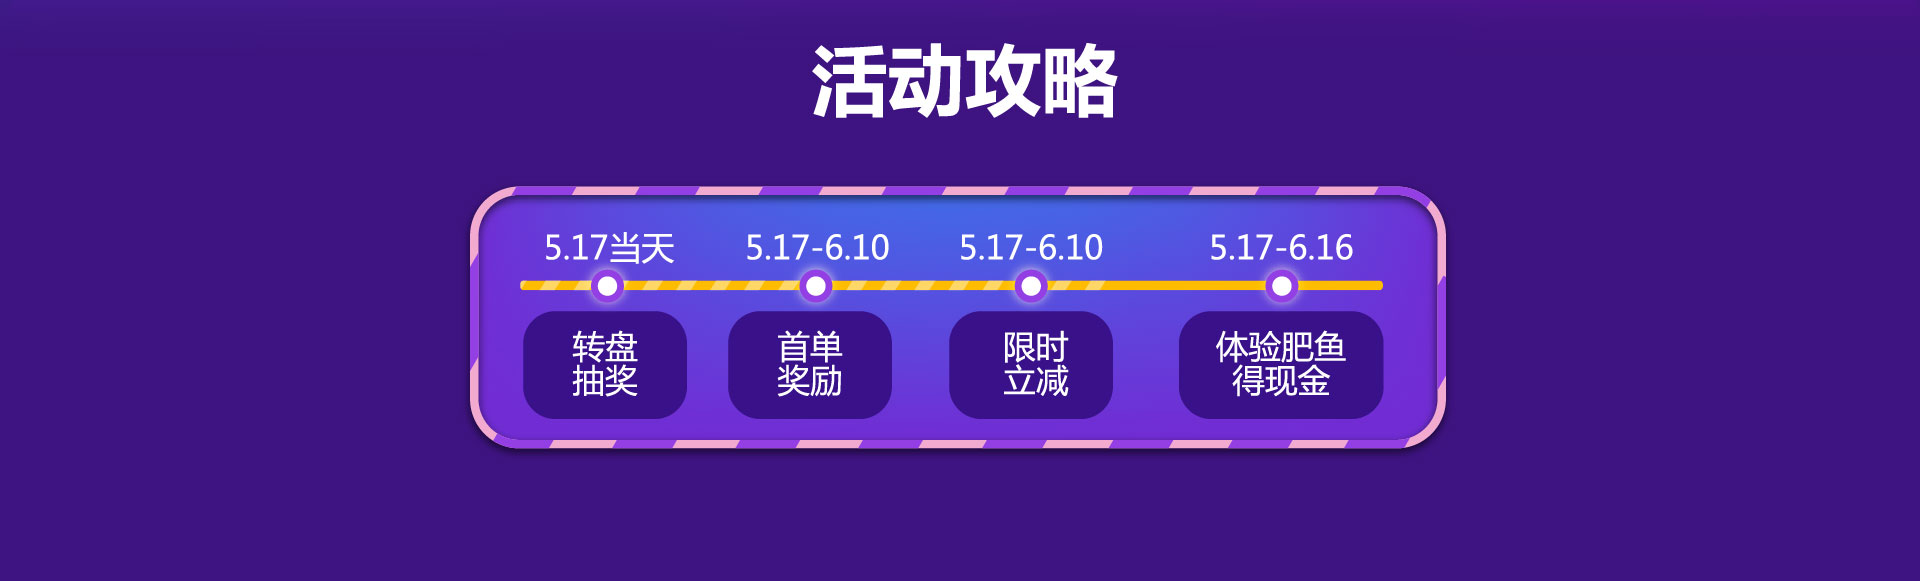 活动攻略
5.17当天
5.17-6.10
5.17-6.10
5.17-6.16
转盘
抽奖
首单
奖励
限时
立减
体验肥鱼
得现金